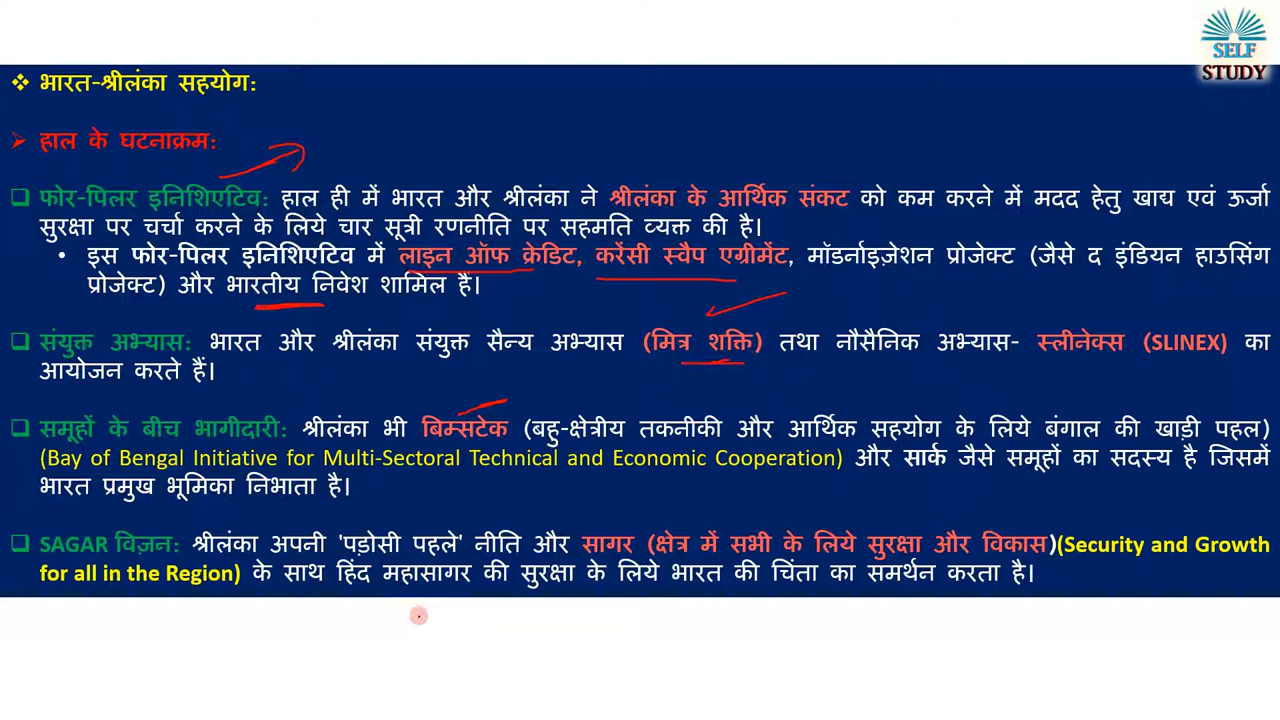 SELF
STUDY
❖ भारत-श्रीलंका सहयोग:
➢ हाल के घटनाक्रम:
❑ फोर-पिलर इनिशिएटिव: हाल ही में भारत और श्रीलंका ने श्रीलंका के आर्थिक संकट को कम करने में मदद हेतु खाद्य एवं ऊर्जा
सुरक्षा पर चर्चा करने के लिये चार सूत्री रणनीति पर सहमति व्यक्त की है।
• इस फोर-पिलर इनिशिएटिव में लाइन ऑफ क्रेडिट, करेंसी स्वैप एग्रीमेंट, मॉडर्नाइज़ेशन प्रोजेक्ट (जैसे द इंडियन हाउसिंग
प्रोजेक्ट) और भारतीय निवेश शामिल हैं।
❑ संयुक्त अभ्यास: भारत और श्रीलंका संयुक्त सैन्य अभ्यास (मित्र शक्ति) तथा नौसैनिक अभ्यास- स्लीनेक्स (SLINEX) का
आयोजन करते हैं।
❑ समूहों के बीच भागीदारी: श्रीलंका भी बिम्सटेक (बहु-क्षेत्रीय तकनीकी और आर्थिक सहयोग के लिये बंगाल की खाड़ी पहल)
(Bay of Bengal Initiative for Multi-Sectoral Technical and Economic Cooperation) और सार्क जैसे समूहों का सदस्य है जिसमें
भारत प्रमुख भूमिका निभाता है।
❑ SAGAR विज़न: श्रीलंका अपनी 'पड़ोसी पहले' नीति और सागर (क्षेत्र में सभी के लिये सुरक्षा और विकास)(Security and Growth
for all in the Region) के साथ हिंद महासागर की सुरक्षा के लिये भारत की चिंता का समर्थन करता है।